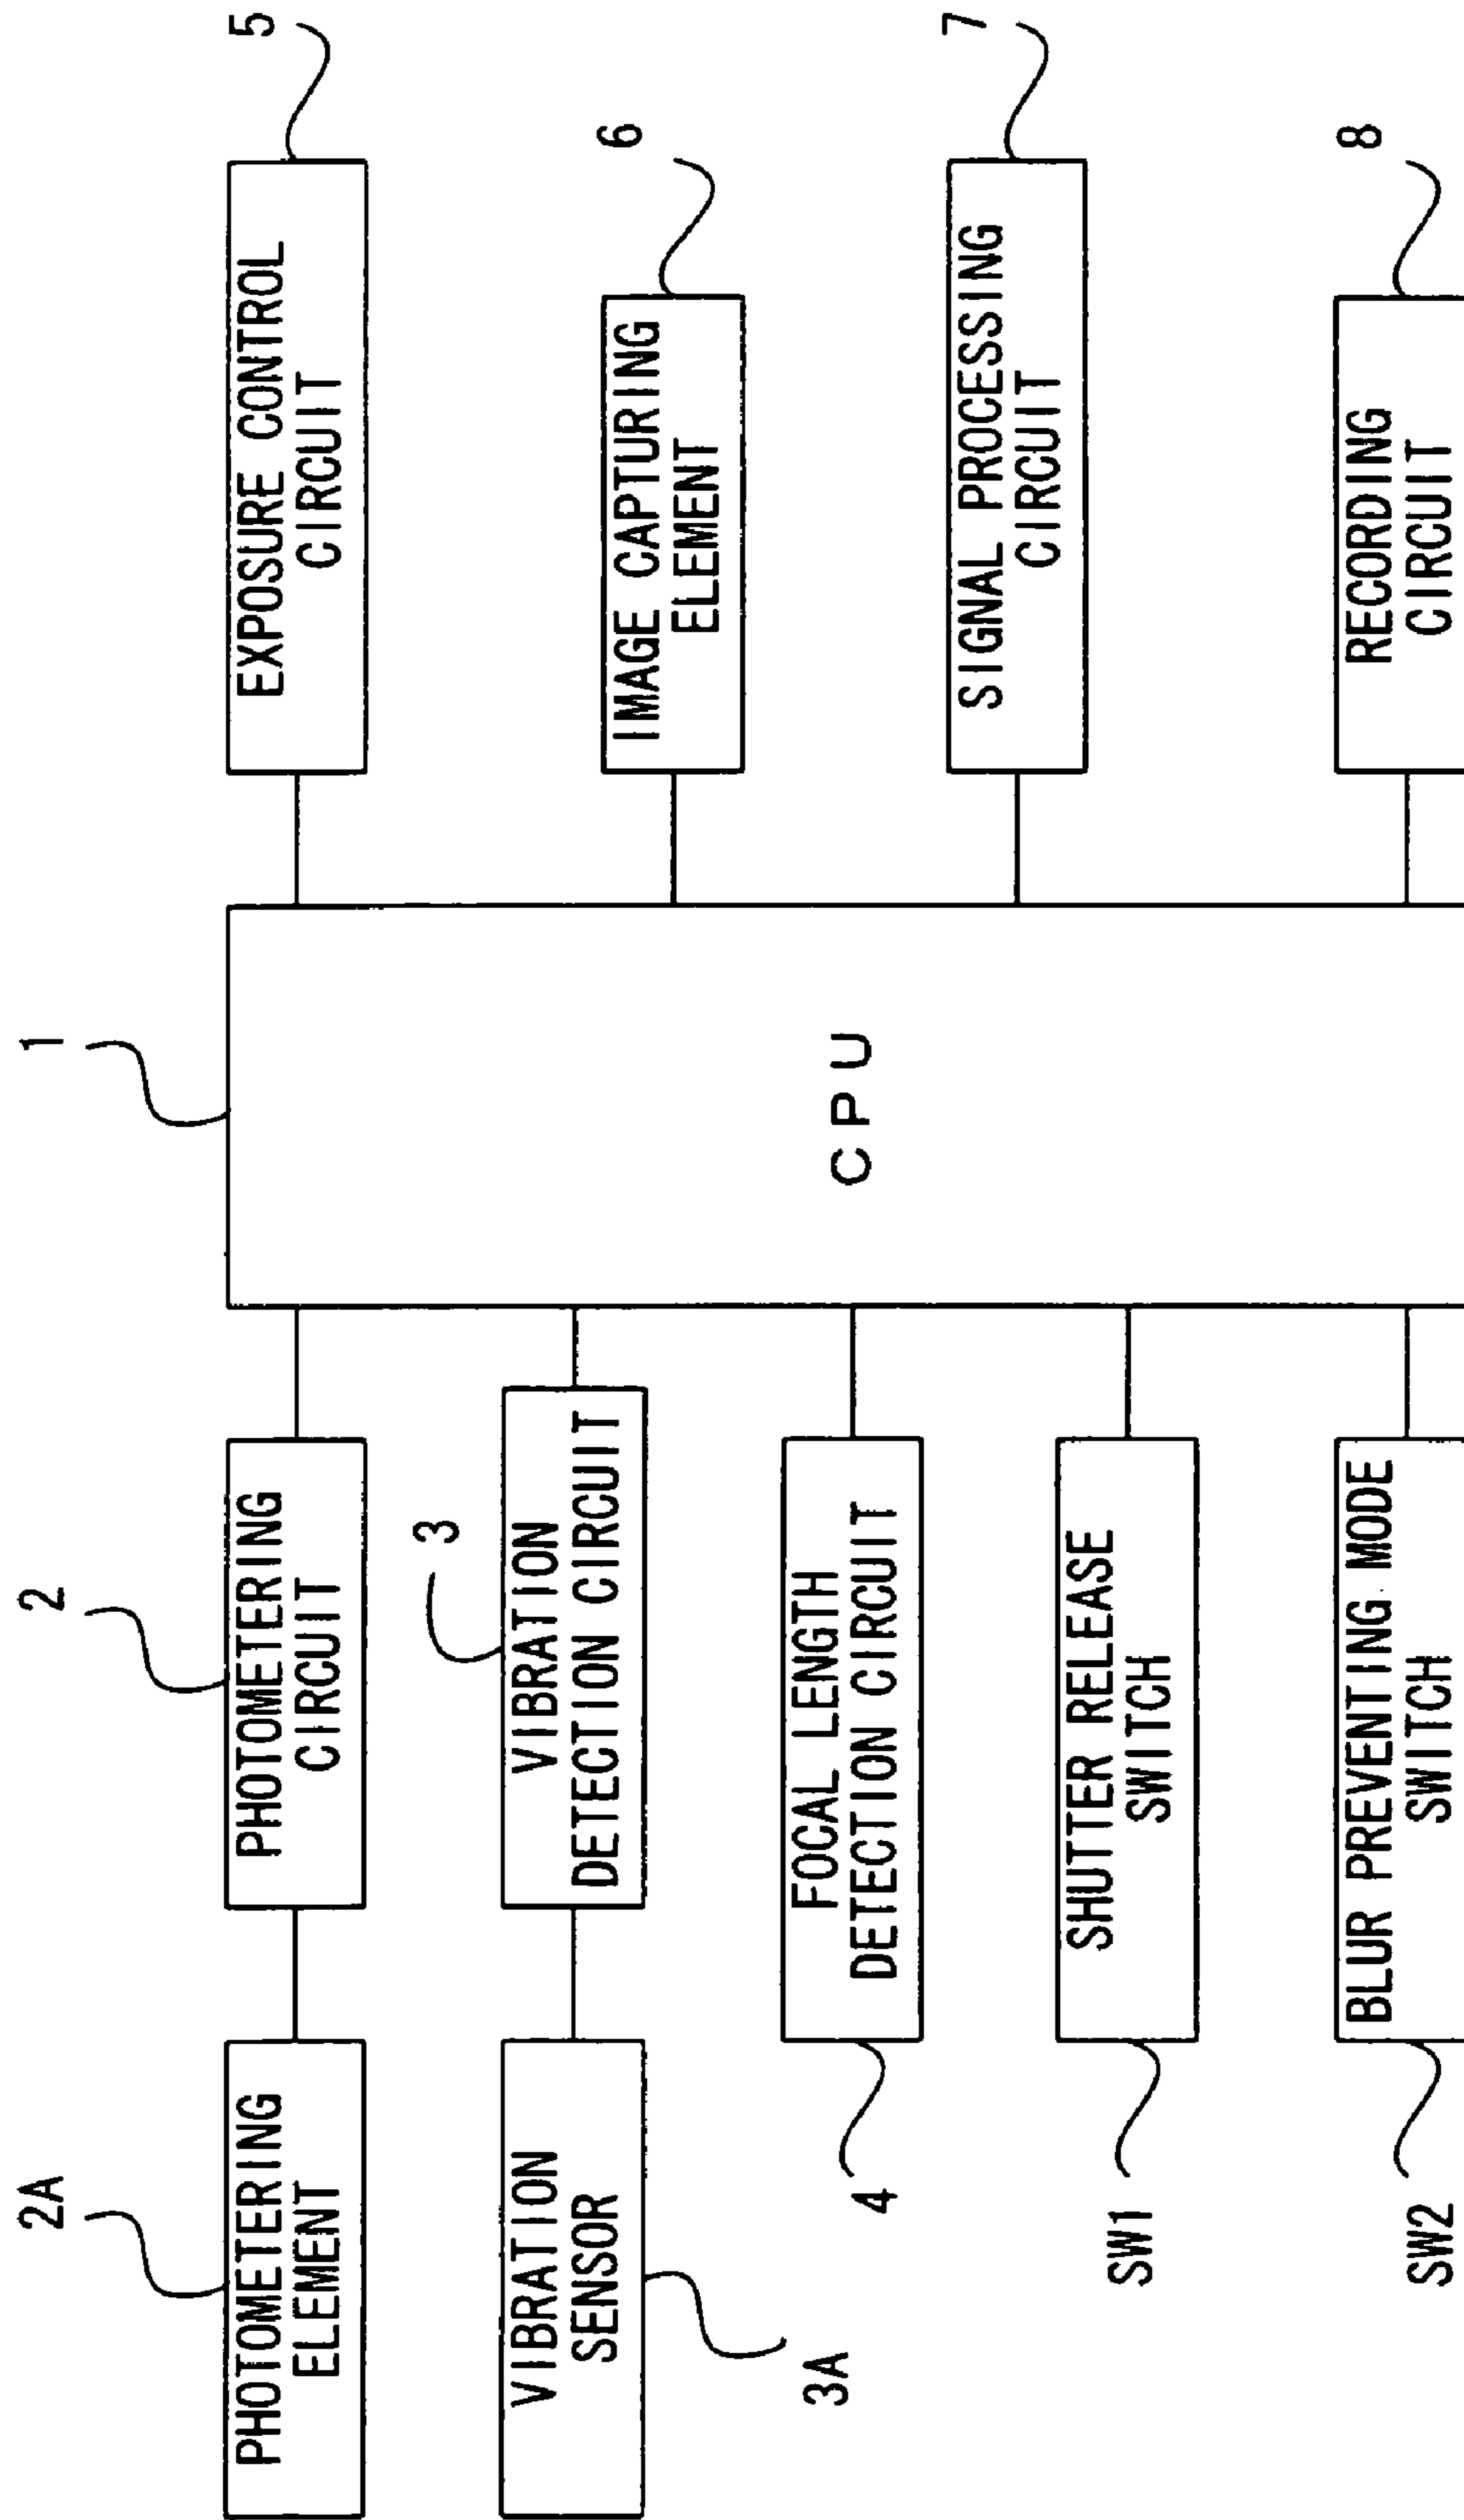 2A
PHOTOMETERING
ELEMENT
2
PHOTOMETERING
CIRCUIT
1
CPU
EXPOSURE CONTROL
CIRCUIT
5
VIBRATION
SENSOR
3A
3
VIBRATION
DETECTION CIRCUIT
IMAGE CAPTURING
ELEMENT
6
4
FOCAL LENGTH
DETECTION CIRCUIT
SIGNAL PROCESSING
CIRCUIT
7
SW1
SHUTTER RELEASE
SWITCH
SW2
BLUR PREVENTING MODE
SWITCH
RECORDING
CIRCUIT
8